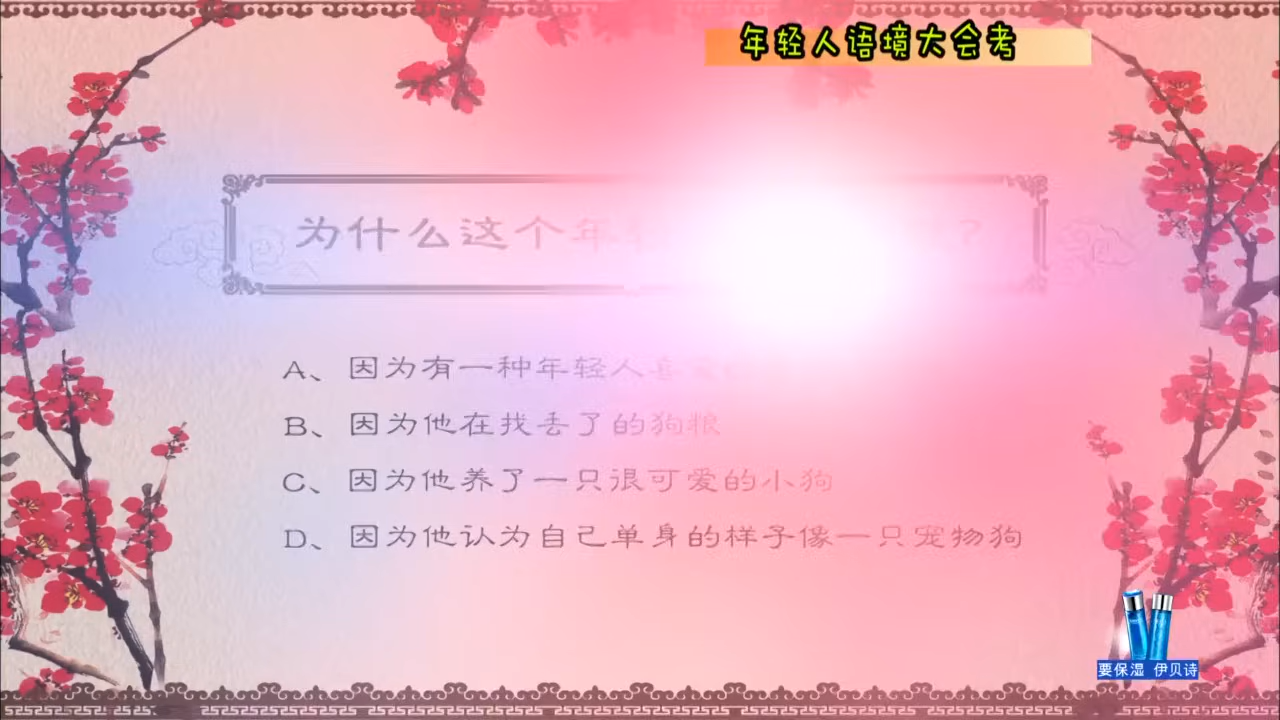 年轻人语境大会考
为什么这个年 ?
A、因为有一种年轻人喜爱
B、因为他在找丢了的狗粮
C、因为他养了一只很可爱的小狗
D、因为他认为自己单身的样子像一只宠物狗
要保湿 伊贝诗